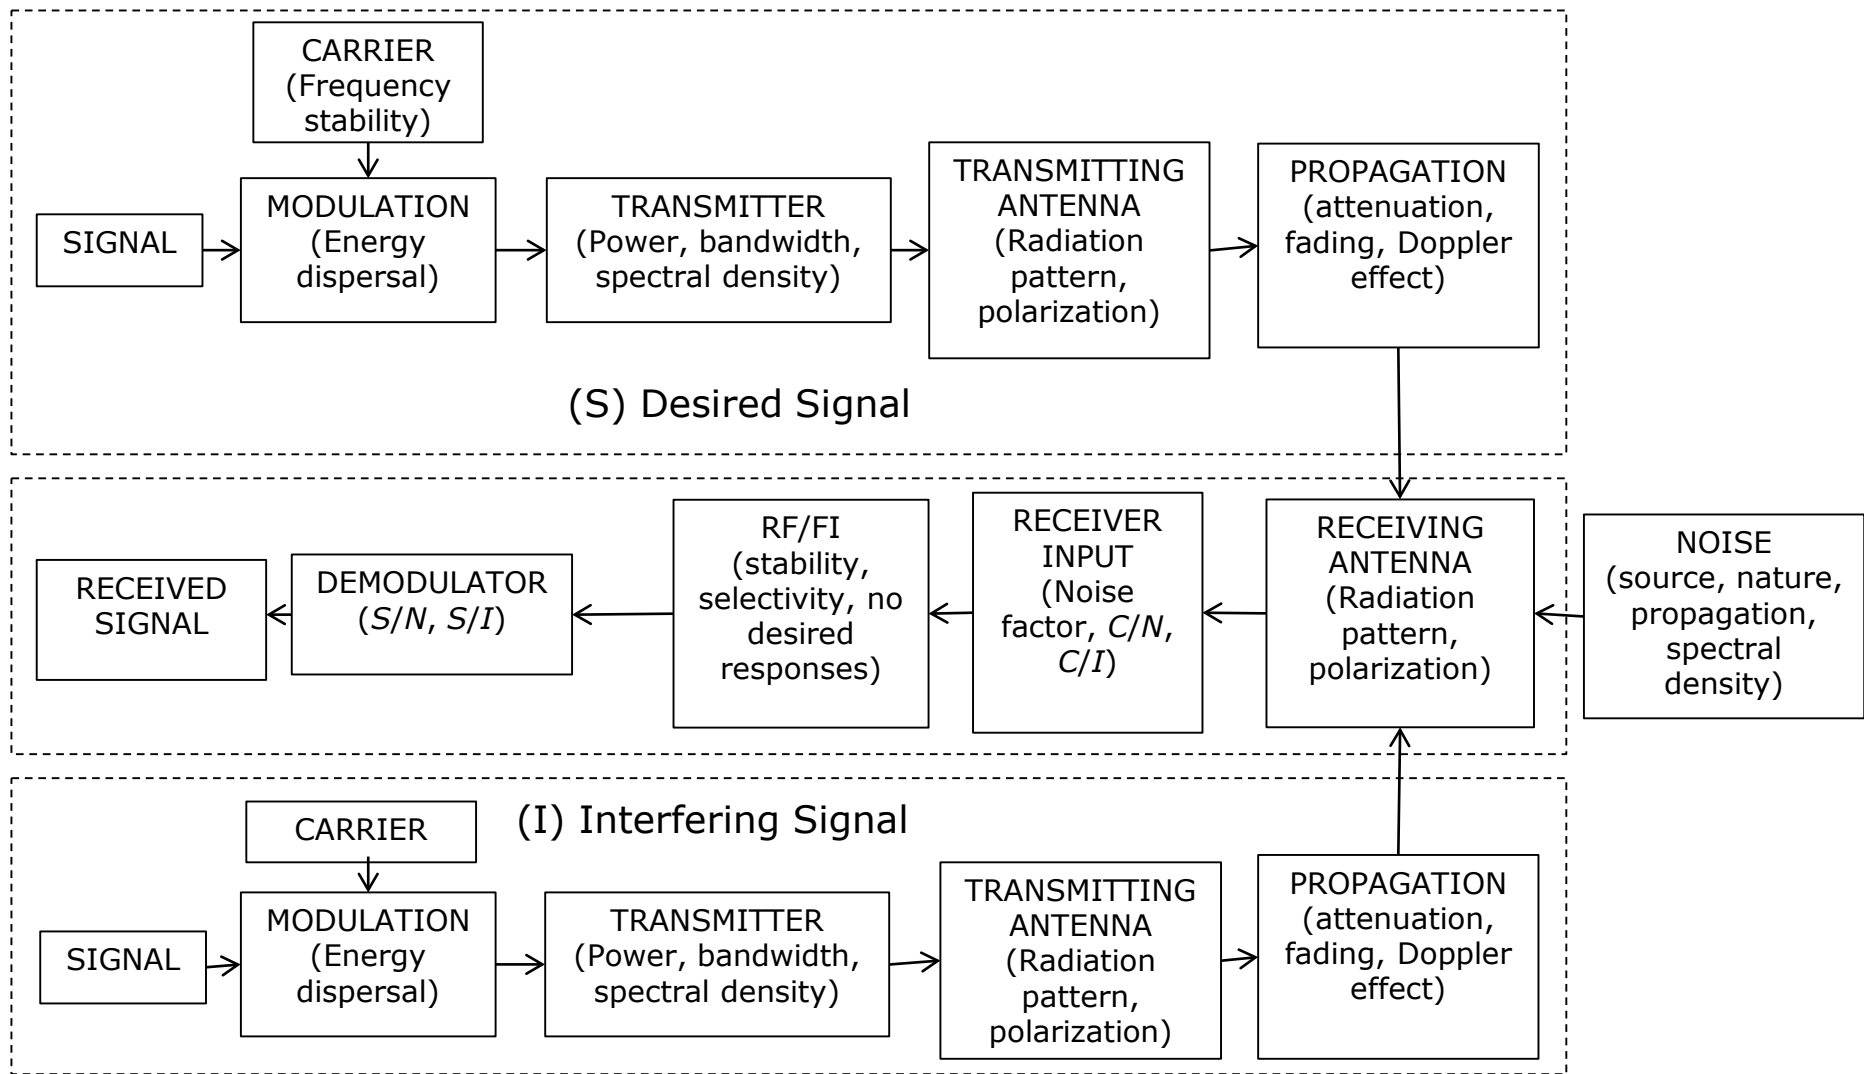 CARRIER
(Frequency
stability)
SIGNAL
MODULATION
(Energy
dispersal)
TRANSMITTER
(Power, bandwidth,
spectral density)
TRANSMITTING
ANTENNA
(Radiation
pattern,
polarization)
PROPAGATION
(attenuation,
fading, Doppler
effect)
(S) Desired Signal
RECEIVED
SIGNAL
DEMODULATOR
(S/N, S/I)
RF/FI
(stability,
selectivity, no
desired
responses)
RECEIVER
INPUT
(Noise
factor, C/N,
C/I)
RECEIVING
ANTENNA
(Radiation
pattern,
polarization)
NOISE
(source, nature,
propagation,
spectral
density)
(I) Interfering Signal
CARRIER
SIGNAL
MODULATION
(Energy
dispersal)
TRANSMITTER
(Power, bandwidth,
spectral density)
TRANSMITTING
ANTENNA
(Radiation
pattern,
polarization)
PROPAGATION
(attenuation,
fading, Doppler
effect)